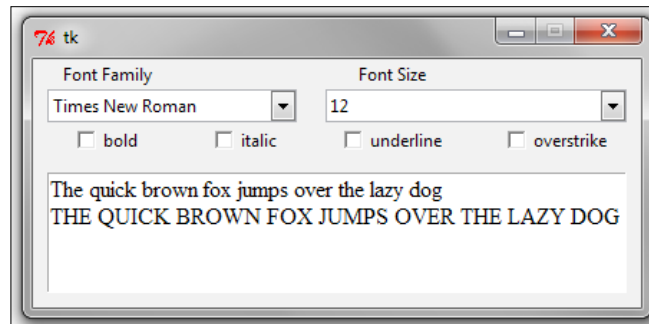 tk
Font Family Font Size
Times New Roman 12
bold italic underline overstrike
The quick brown fox jumps over the lazy dog
THE QUICK BROWN FOX JUMPS OVER THE LAZY DOG